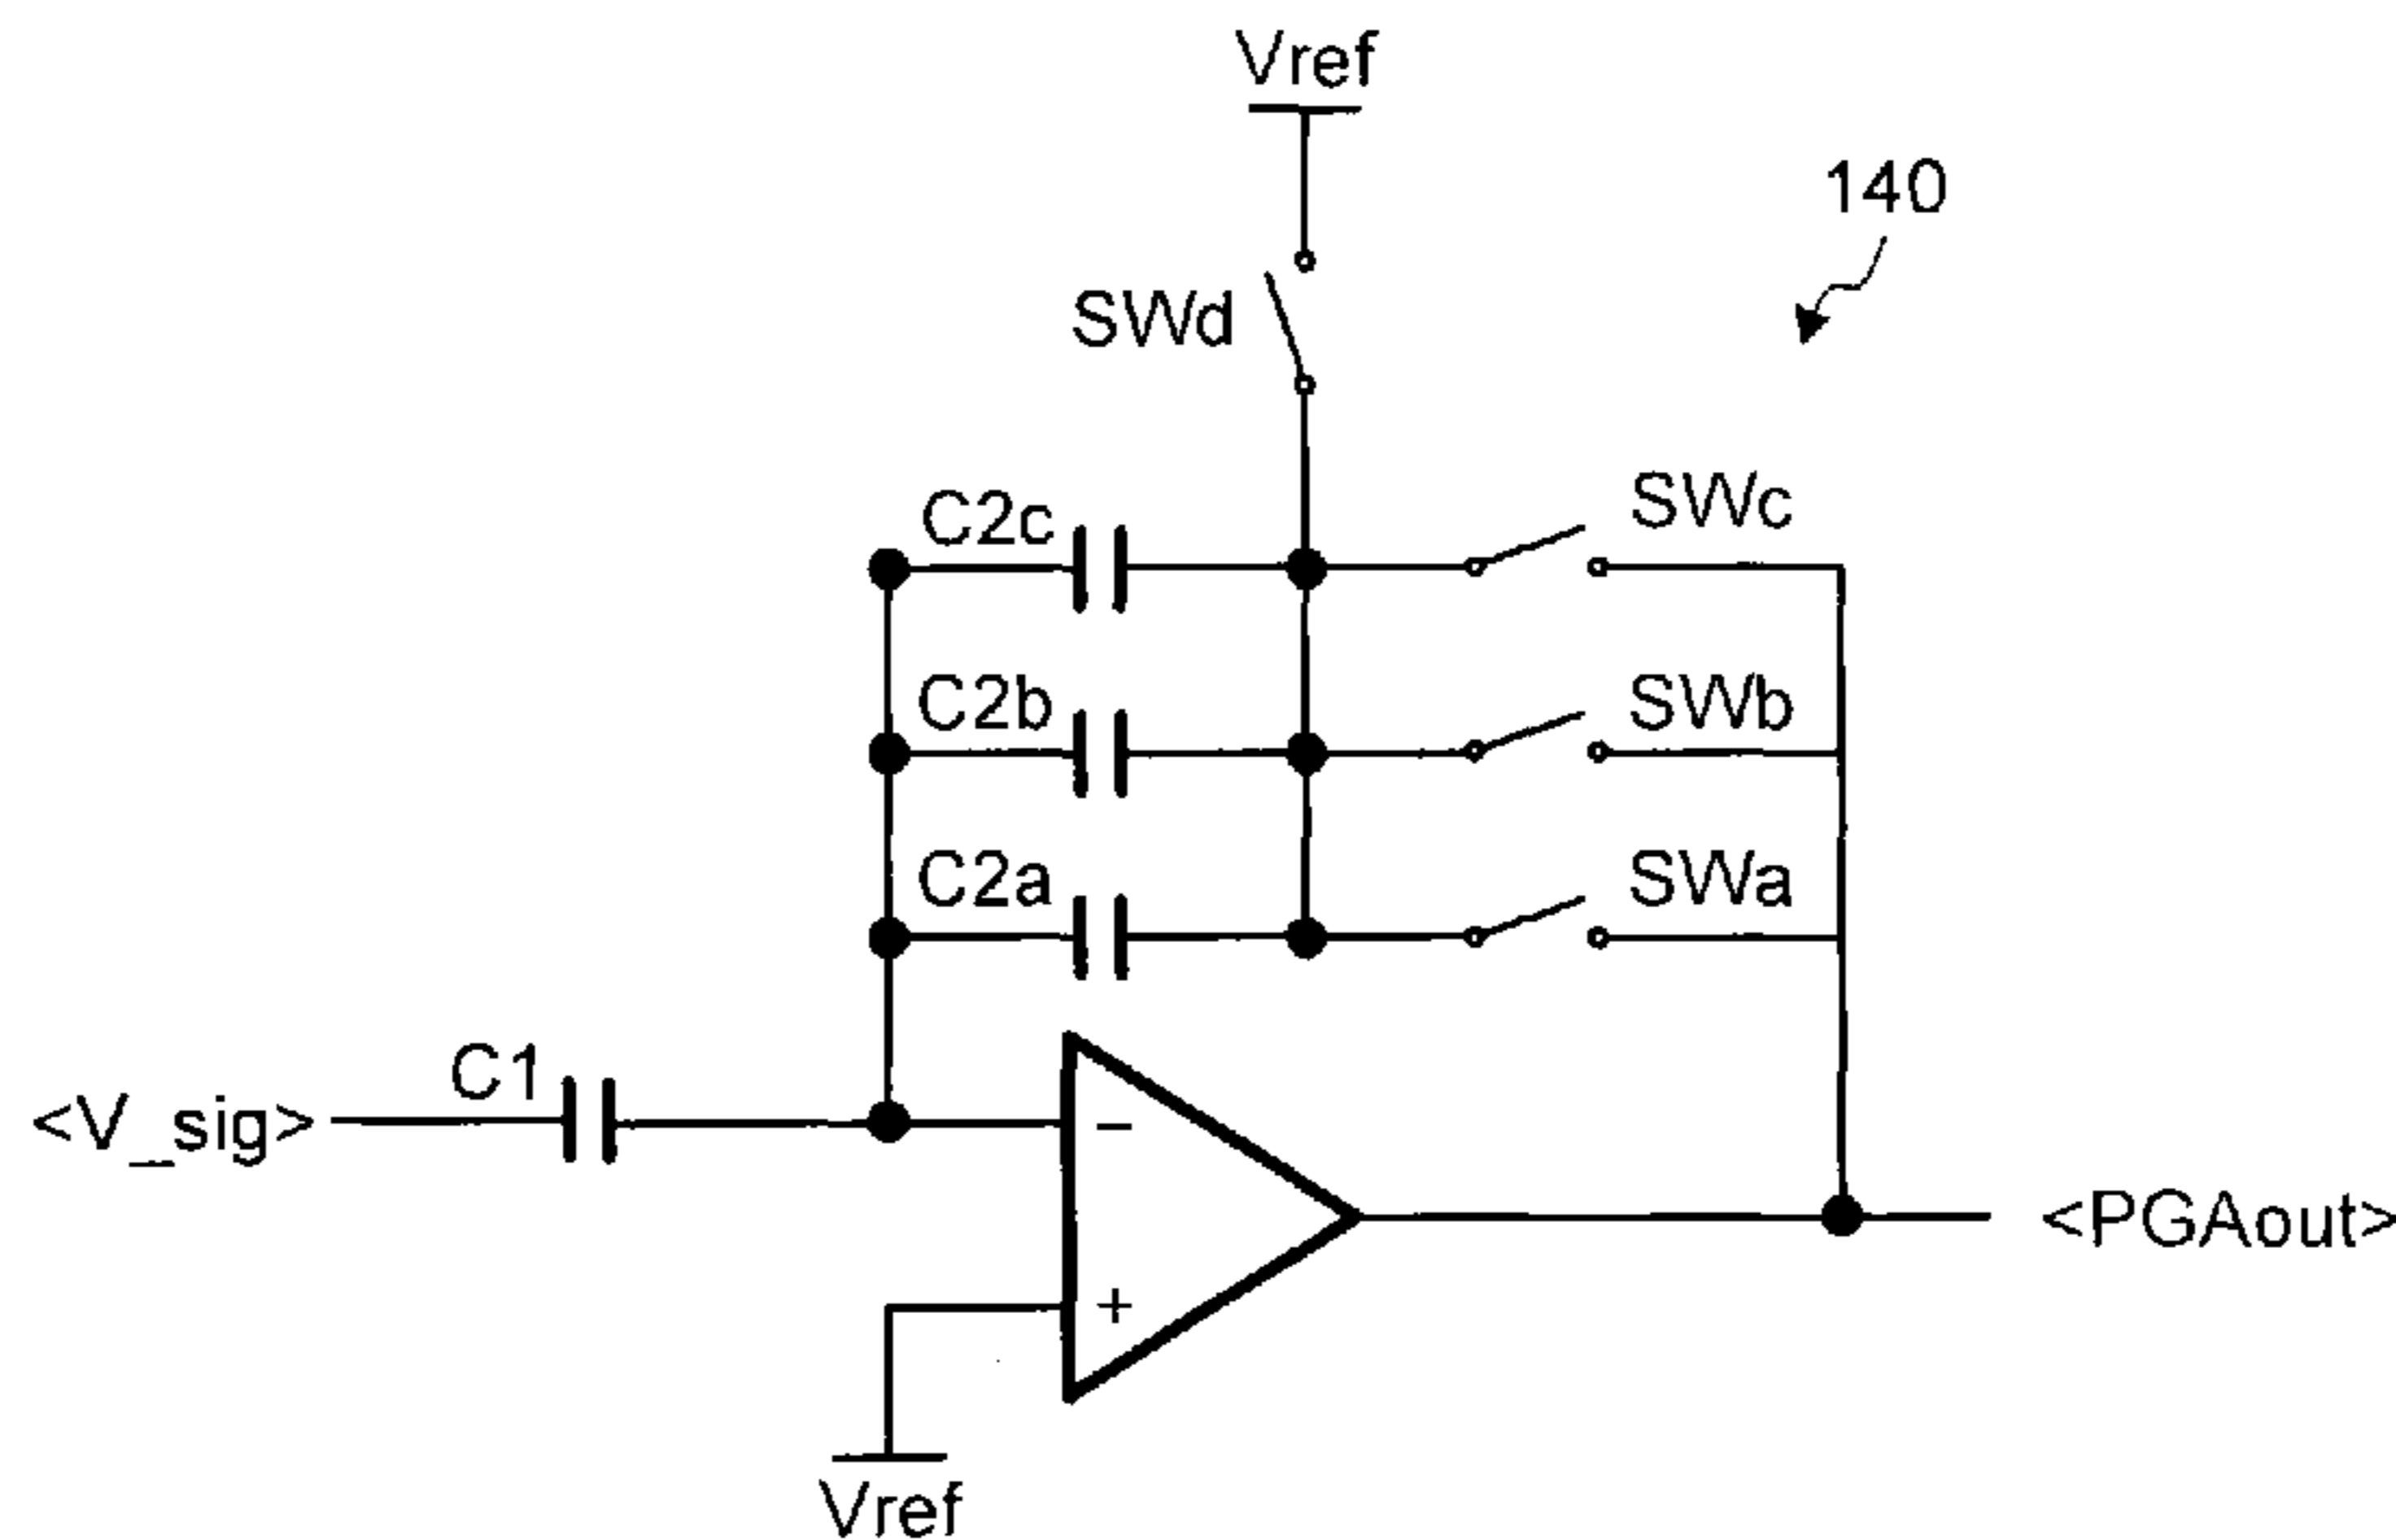 Vref
140
SWd
C2c
SWc
C2b
SWb
C2a
SWa
C1
<V_sig>
−
+
<PGAout>
Vref